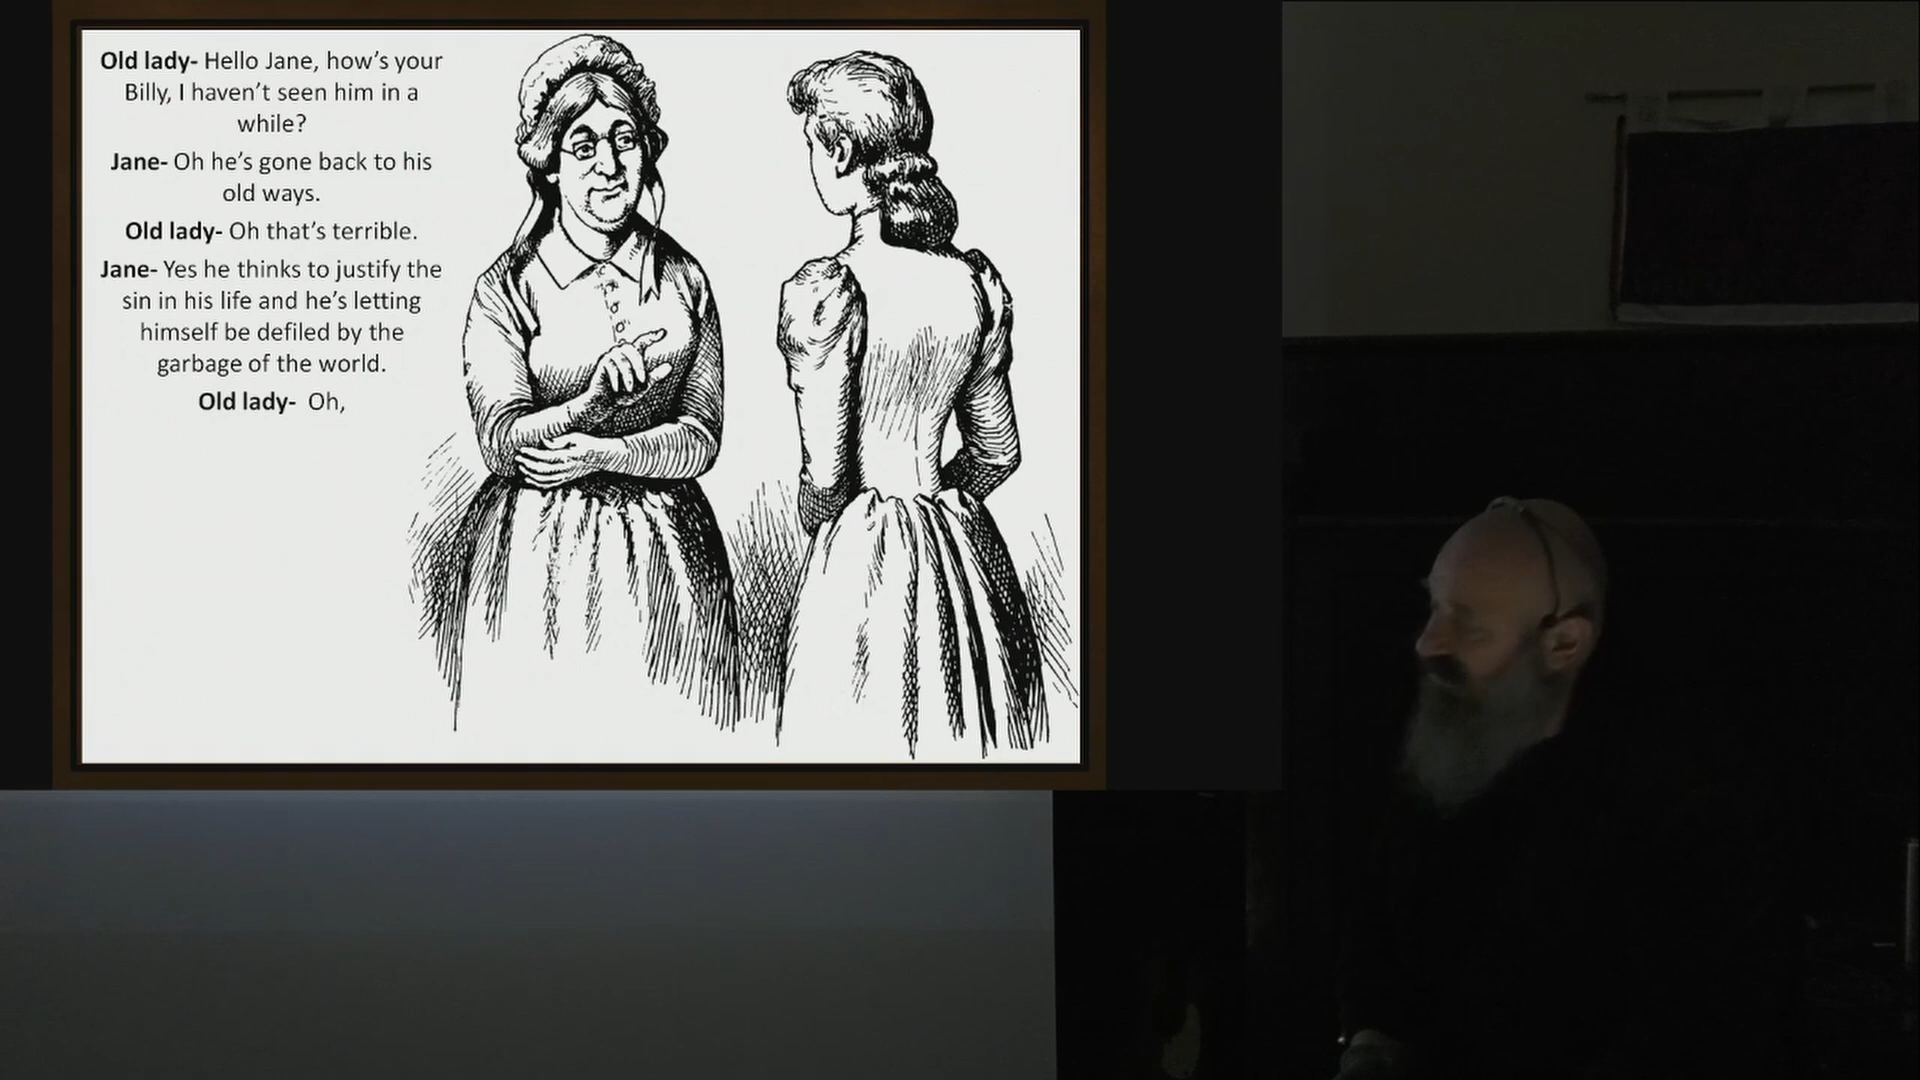 Old lady- Hello Jane, how's your
Billy, I haven't seen him in a
while?
Jane- Oh he's gone back to his
old ways.
Old lady- Oh that's terrible.
Jane- Yes he thinks to justify the
sin in his life and he's letting
himself be defiled by the
garbage of the world.
Old lady-  Oh,